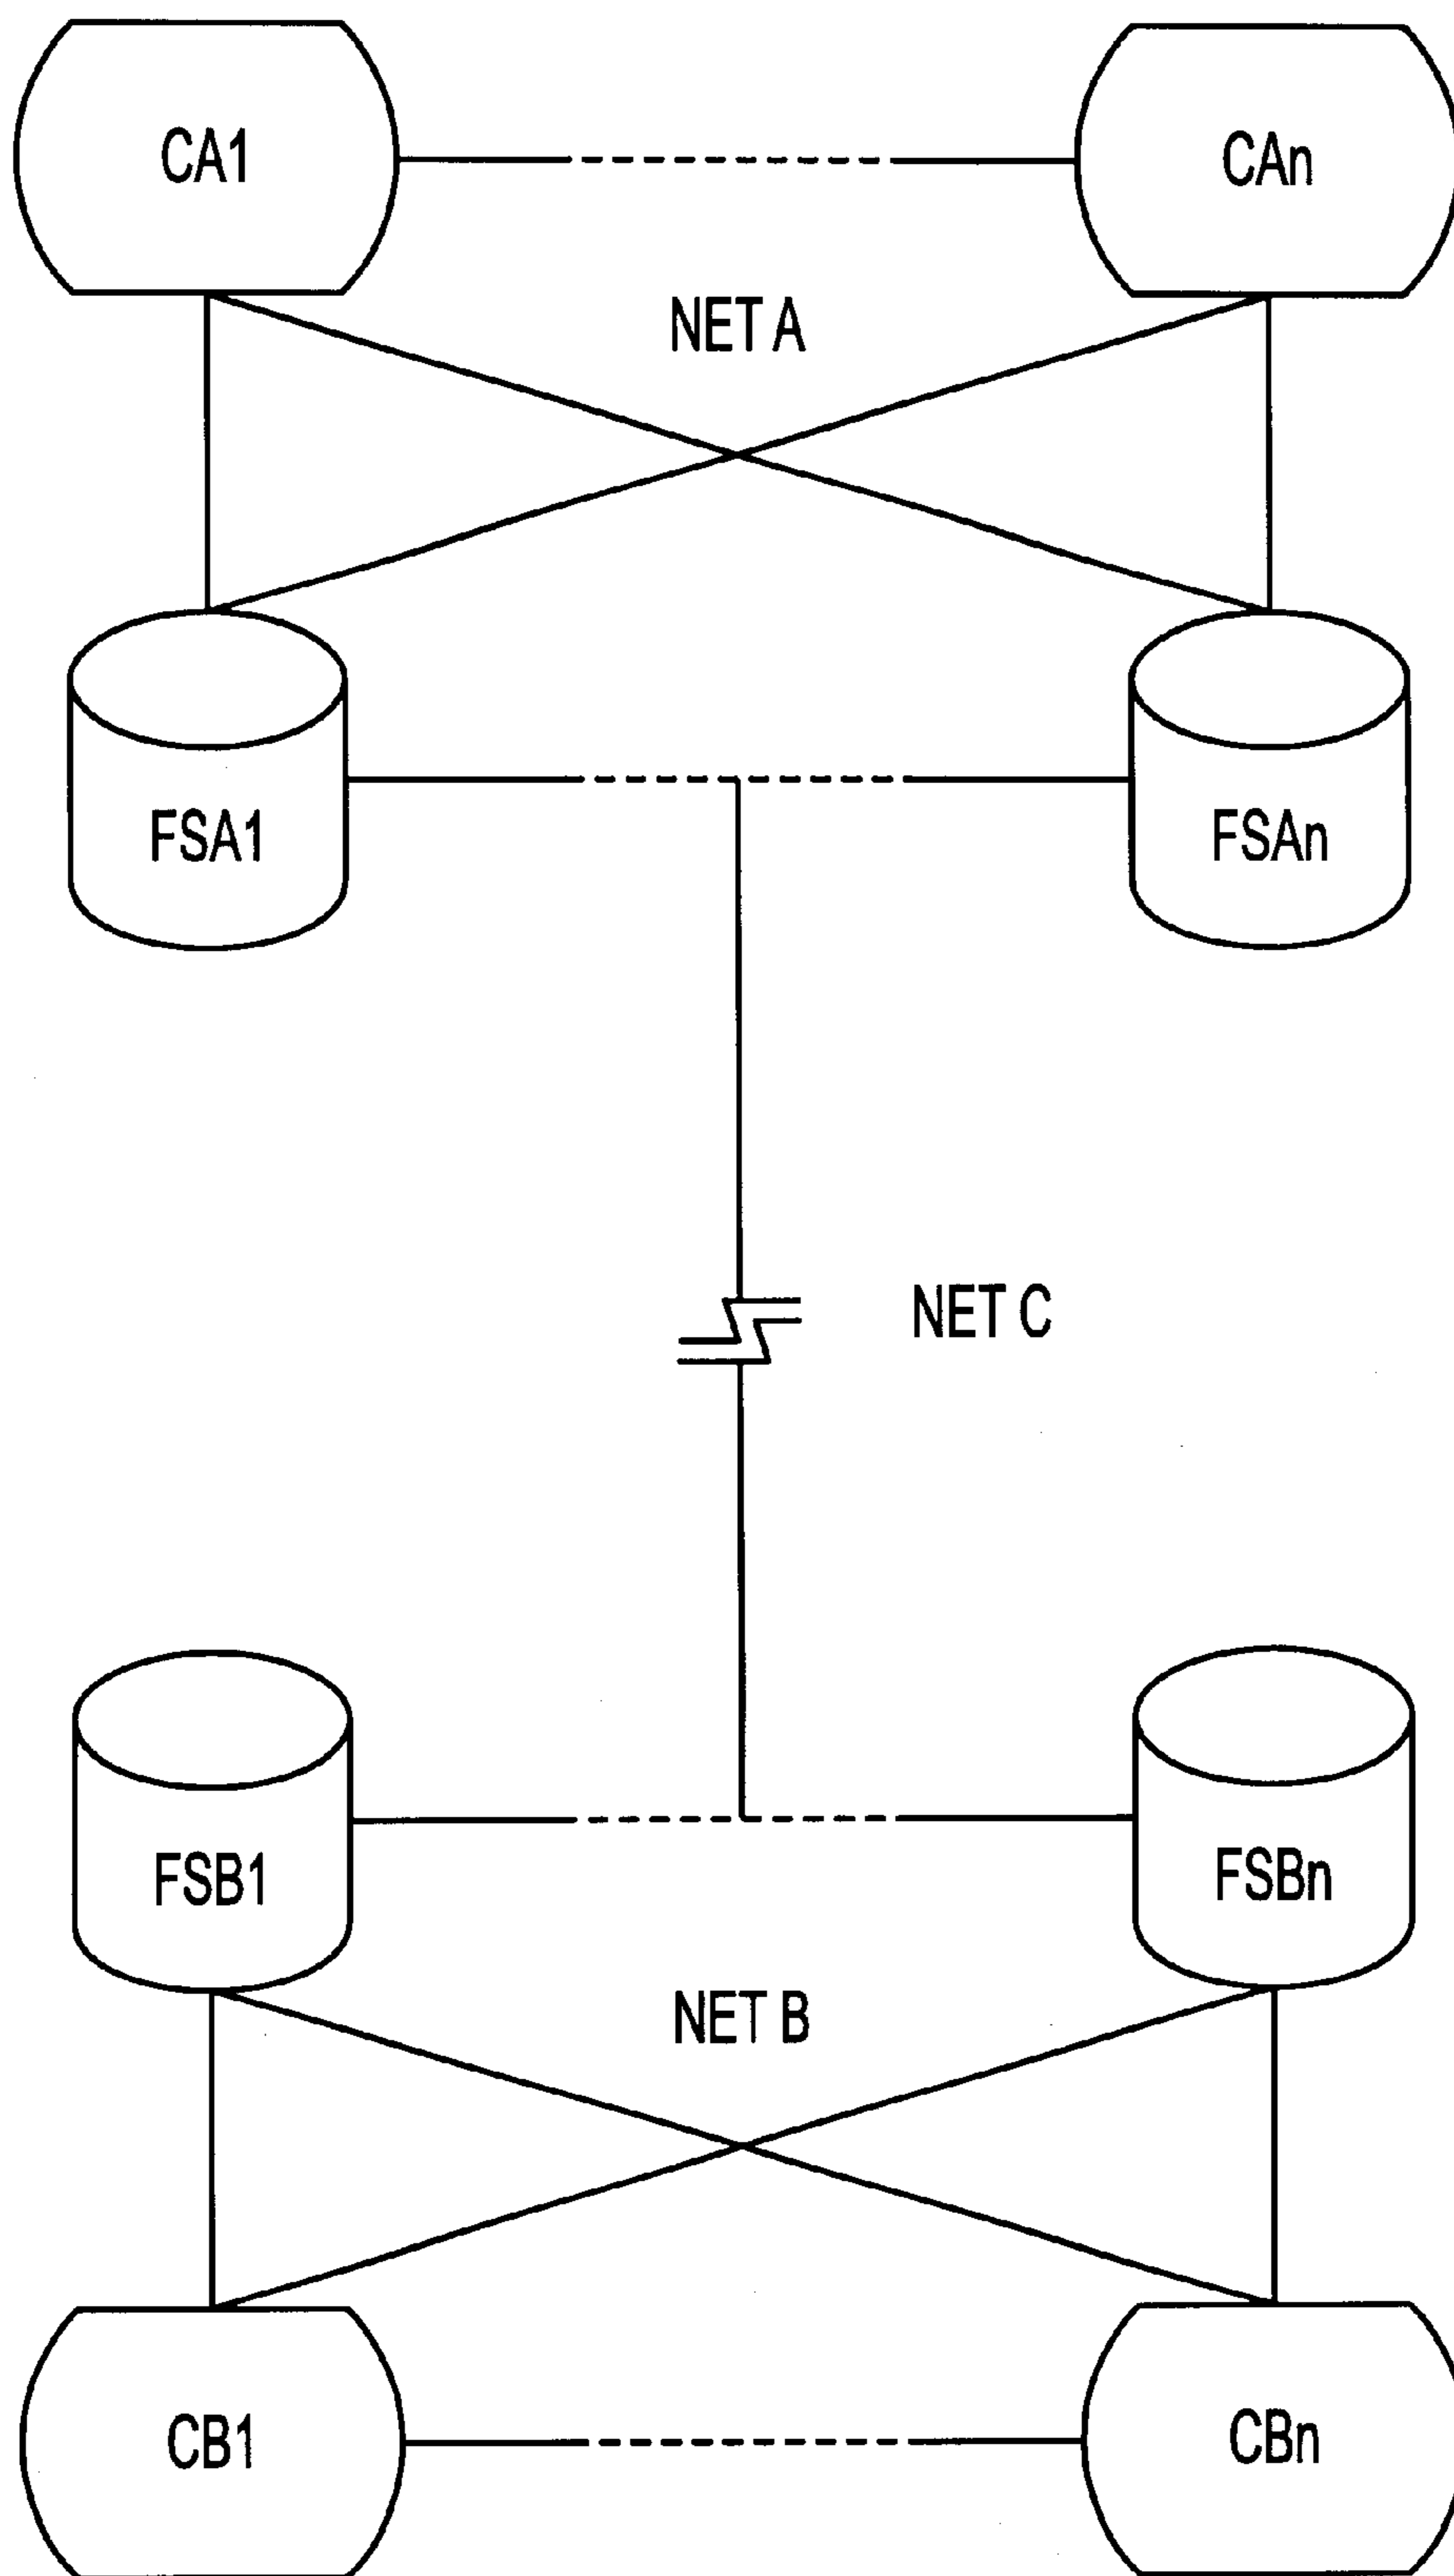 CA1
CAn
NET A
FSA1
FSAn
NET C
FSB1
FSBn
NET B
CB1
CBn